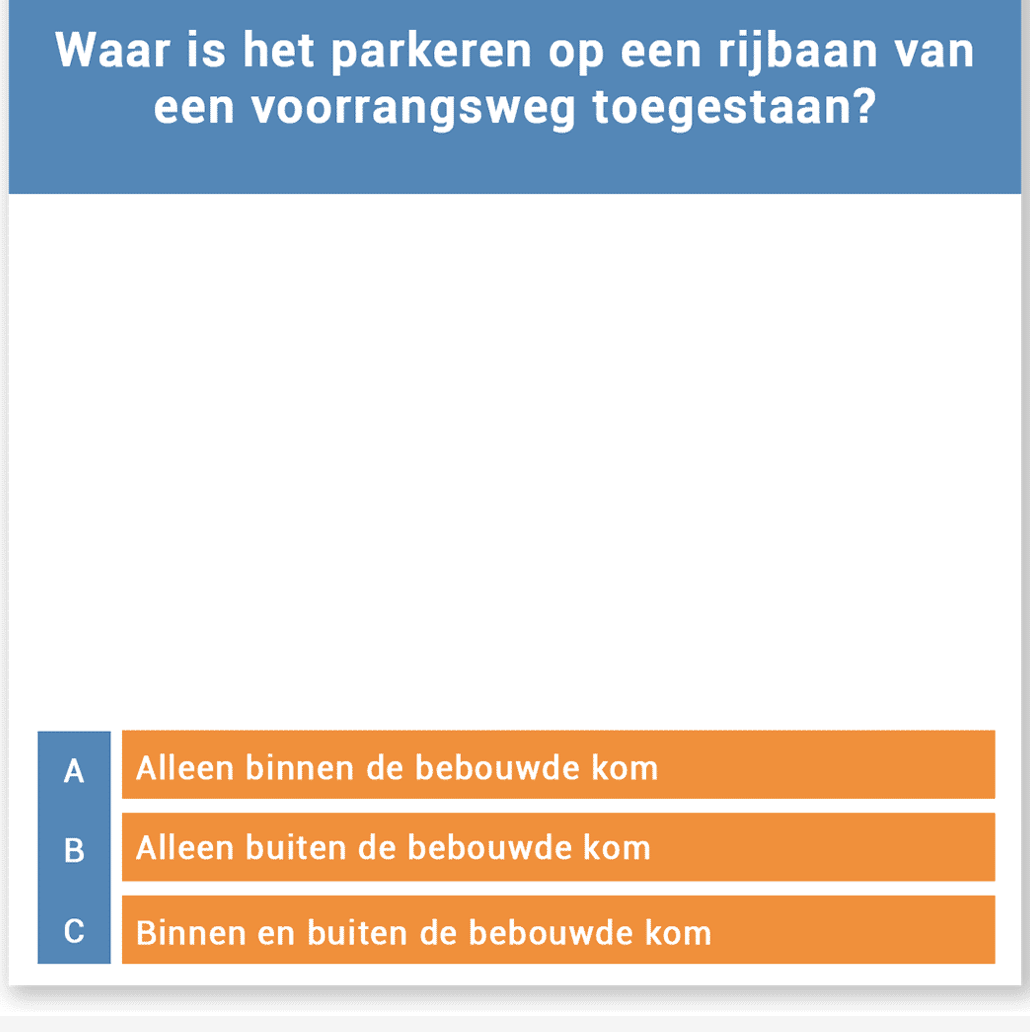 Waar is het parkeren op een rijbaan van
een voorrangsweg toegestaan?
A
Alleen binnen de bebouwde kom
B
Alleen buiten de bebouwde kom
C
Binnen en buiten de bebouwde kom